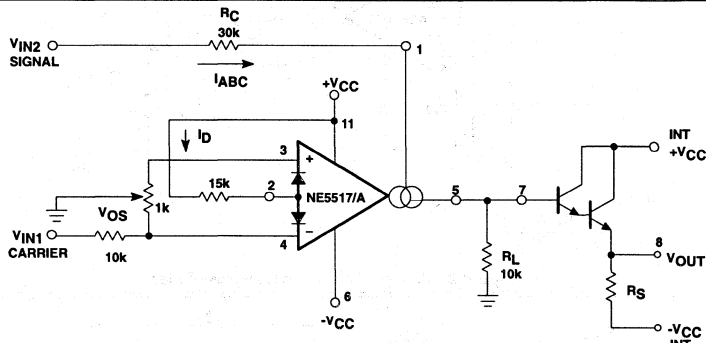 RC
30k
VIN2
SIGNAL
1
IABC
+VCC
11
ID
3
+
15k
2
NE5517/A
VOS
1k
VIN1
CARRIER
10k
4
–
6
-VCC
5
7
RL
10k
INT
+VCC
8
VOUT
RS
-VCC
INT